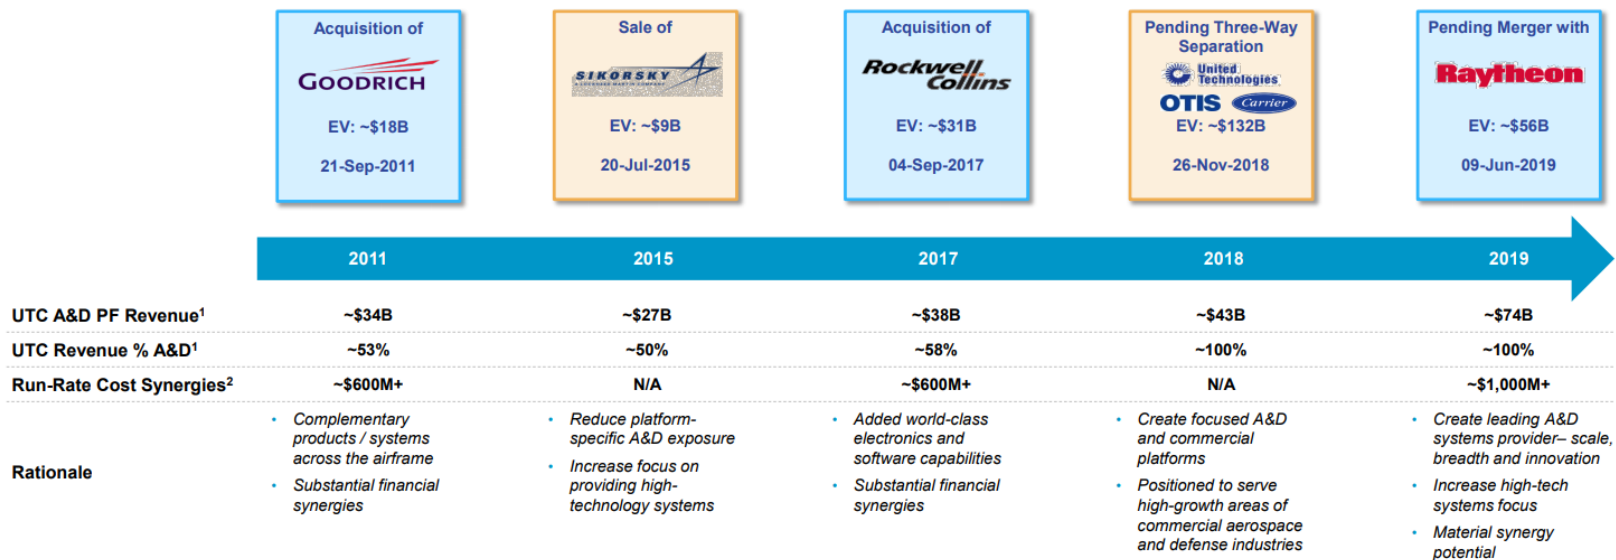 Acquisition of
GOODRICH
EV: ~$18B
21-Sep-2011
Sale of
SIKORSKY
A LOCKHEED MARTIN COMPANY
EV: ~$9B
20-Jul-2015
Acquisition of
Rockwell
Collins
EV: ~$31B
04-Sep-2017
Pending Three-Way
Separation
United
Technologies
OTIS Carrier
EV: ~$132B
26-Nov-2018
Pending Merger with
Raytheon
EV: ~$56B
09-Jun-2019
2011 2015 2017 2018 2019
UTC A&D PF Revenue¹ ~$34B ~$27B ~$38B ~$43B ~$74B
UTC Revenue % A&D¹ ~53% ~50% ~58% ~100% ~100%
Run-Rate Cost Synergies² ~$600M+ N/A ~$600M+ N/A ~$1,000M+
Rationale
• Complementary
products / systems
across the airframe
• Substantial financial
synergies
• Reduce platform-
specific A&D exposure
• Increase focus on
providing high-
technology systems
• Added world-class
electronics and
software capabilities
• Substantial financial
synergies
• Create focused A&D
and commercial
platforms
• Positioned to serve
high-growth areas of
commercial aerospace
and defense industries
• Create leading A&D
systems provider– scale,
breadth and innovation
• Increase high-tech
systems focus
• Material synergy
potential